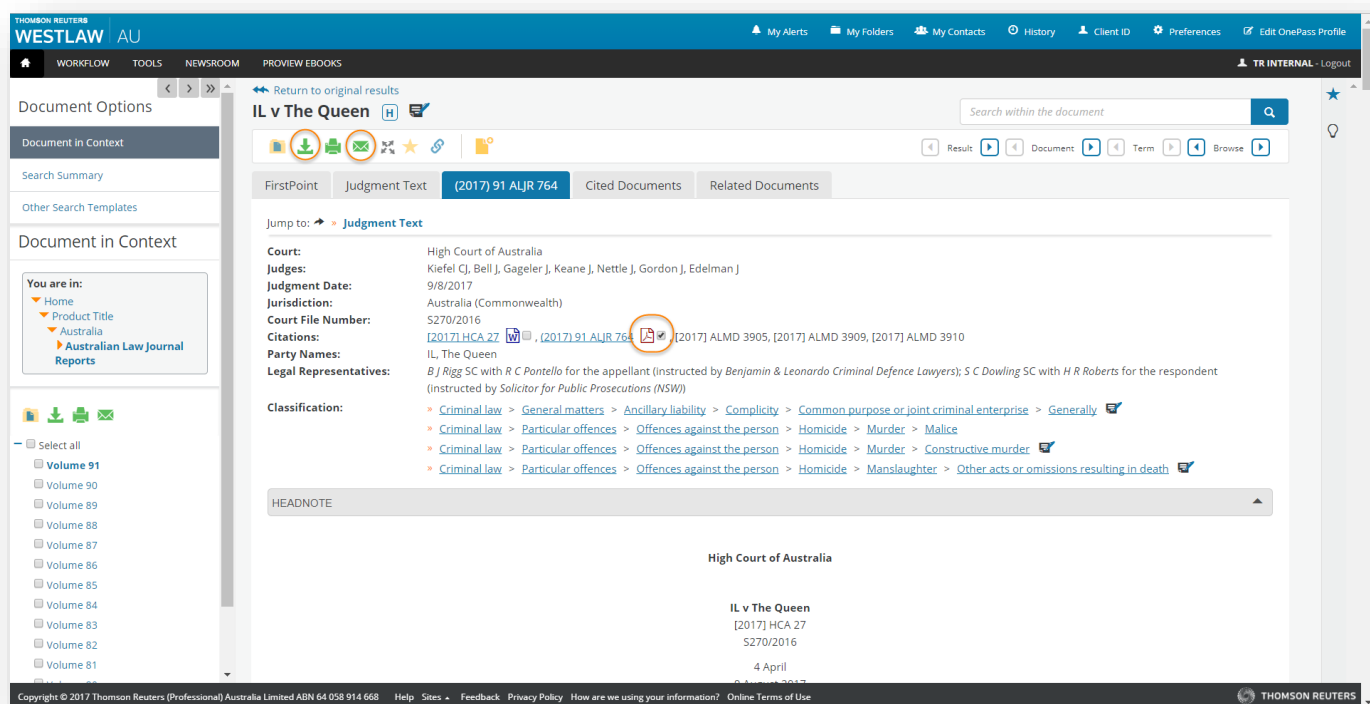 THOMSON REUTERS
WESTLAW AU
My Alerts My Folders My Contacts History Client ID Preferences Edit OnePass Profile
WORKFLOW TOOLS NEWSROOM PROVIEW EBOOKS
TR INTERNAL - Logout
Document Options
Document in Context
Search Summary
Other Search Templates
Document in Context
You are in:
Home
Product Title
Australia
Australian Law Journal
Reports
Select all
Volume 91
Volume 90
Volume 89
Volume 88
Volume 87
Volume 86
Volume 85
Volume 84
Volume 83
Volume 82
Volume 81
Return to original results
IL v The Queen H
Search within the document
Result Document Term Browse
FirstPoint Judgment Text (2017) 91 ALJR 764 Cited Documents Related Documents
Jump to: » Judgment Text
Court: High Court of Australia
Judges: Kiefel CJ, Bell J, Gageler J, Keane J, Nettle J, Gordon J, Edelman J
Judgment Date: 9/8/2017
Jurisdiction: Australia (Commonwealth)
Court File Number: S270/2016
Citations: [2017] HCA 27 W , (2017) 91 ALJR 764 , [2017] ALMD 3905, [2017] ALMD 3909, [2017] ALMD 3910
Party Names: IL, The Queen
Legal Representatives: B J Rigg SC with R C Pontello for the appellant (instructed by Benjamin & Leonardo Criminal Defence Lawyers); S C Dowling SC with H R Roberts for the respondent
(instructed by Solicitor for Public Prosecutions (NSW))
Classification: » Criminal law > General matters > Ancillary liability > Complicity > Common purpose or joint criminal enterprise > Generally
» Criminal law > Particular offences > Offences against the person > Homicide > Murder > Malice
» Criminal law > Particular offences > Offences against the person > Homicide > Murder > Constructive murder
» Criminal law > Particular offences > Offences against the person > Homicide > Manslaughter > Other acts or omissions resulting in death
HEADNOTE
High Court of Australia
IL v The Queen
[2017] HCA 27
S270/2016
4 April
9 August 2017
Copyright © 2017 Thomson Reuters (Professional) Australia Limited ABN 64 058 914 668 Help Sites Feedback Privacy Policy How are we using your information? Online Terms of Use
THOMSON REUTERS